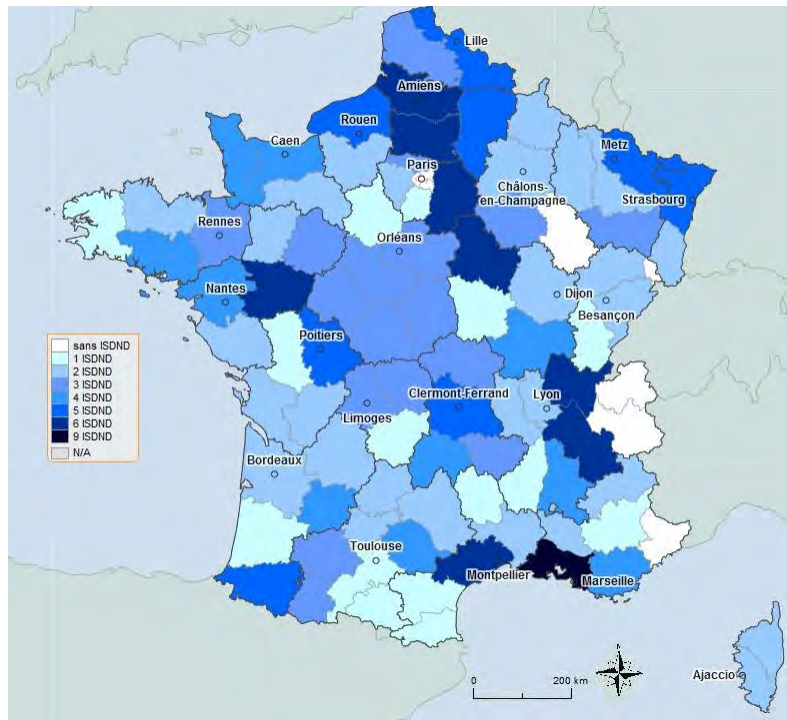 Lille
Amiens
Rouen
Caen
Metz
Paris
Châlons-
en-Champagne
Strasbourg
Rennes
Orléans
Nantes
Dijon
Besançon
Poitiers
sans ISDND
1 ISDND
2 ISDND
3 ISDND
4 ISDND
5 ISDND
6 ISDND
9 ISDND
N/A
Clermont-Ferrand
Lyon
Limoges
Bordeaux
Toulouse
Montpellier
Marseille
Ajaccio
0 200 km